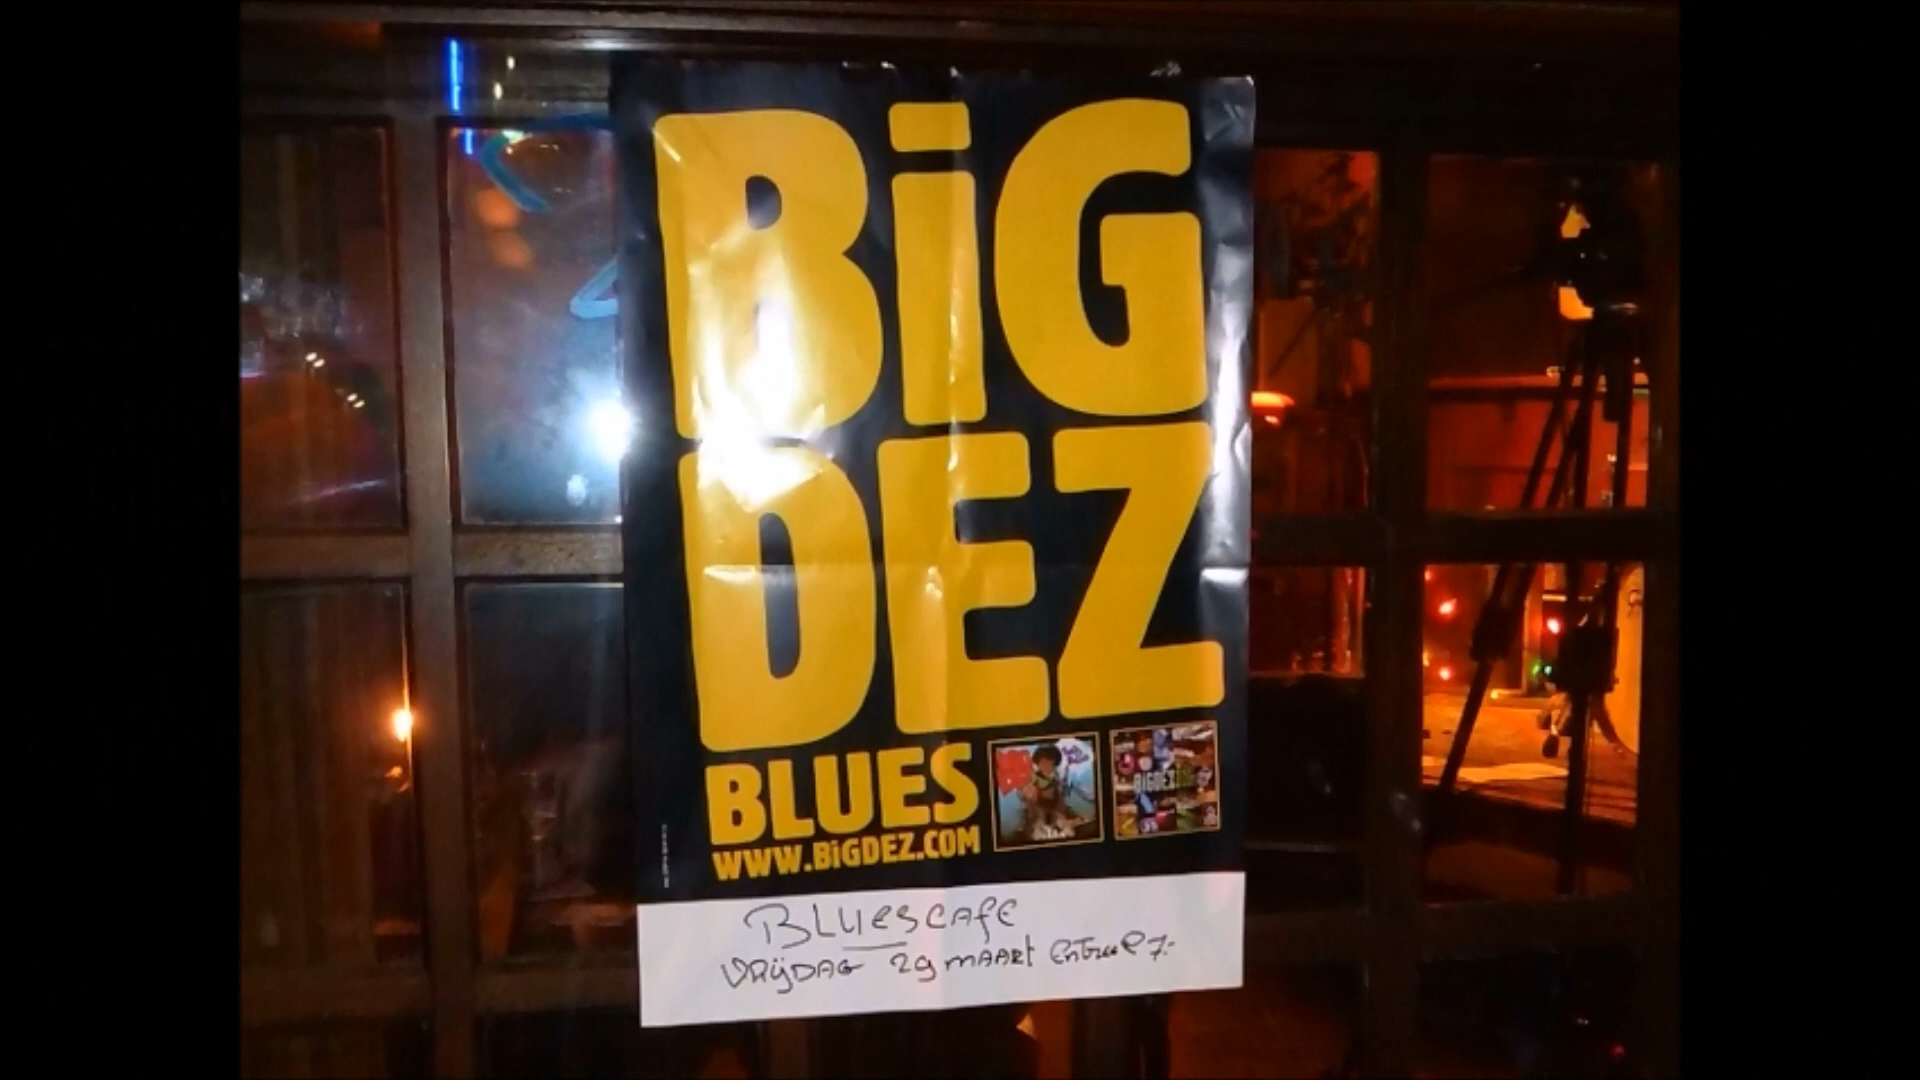 BiG
DEZ
BLUES
WWW.BiGDEZ.COM
BLUESCAFE
VRIJDAG 29 MAART Entree 7.-